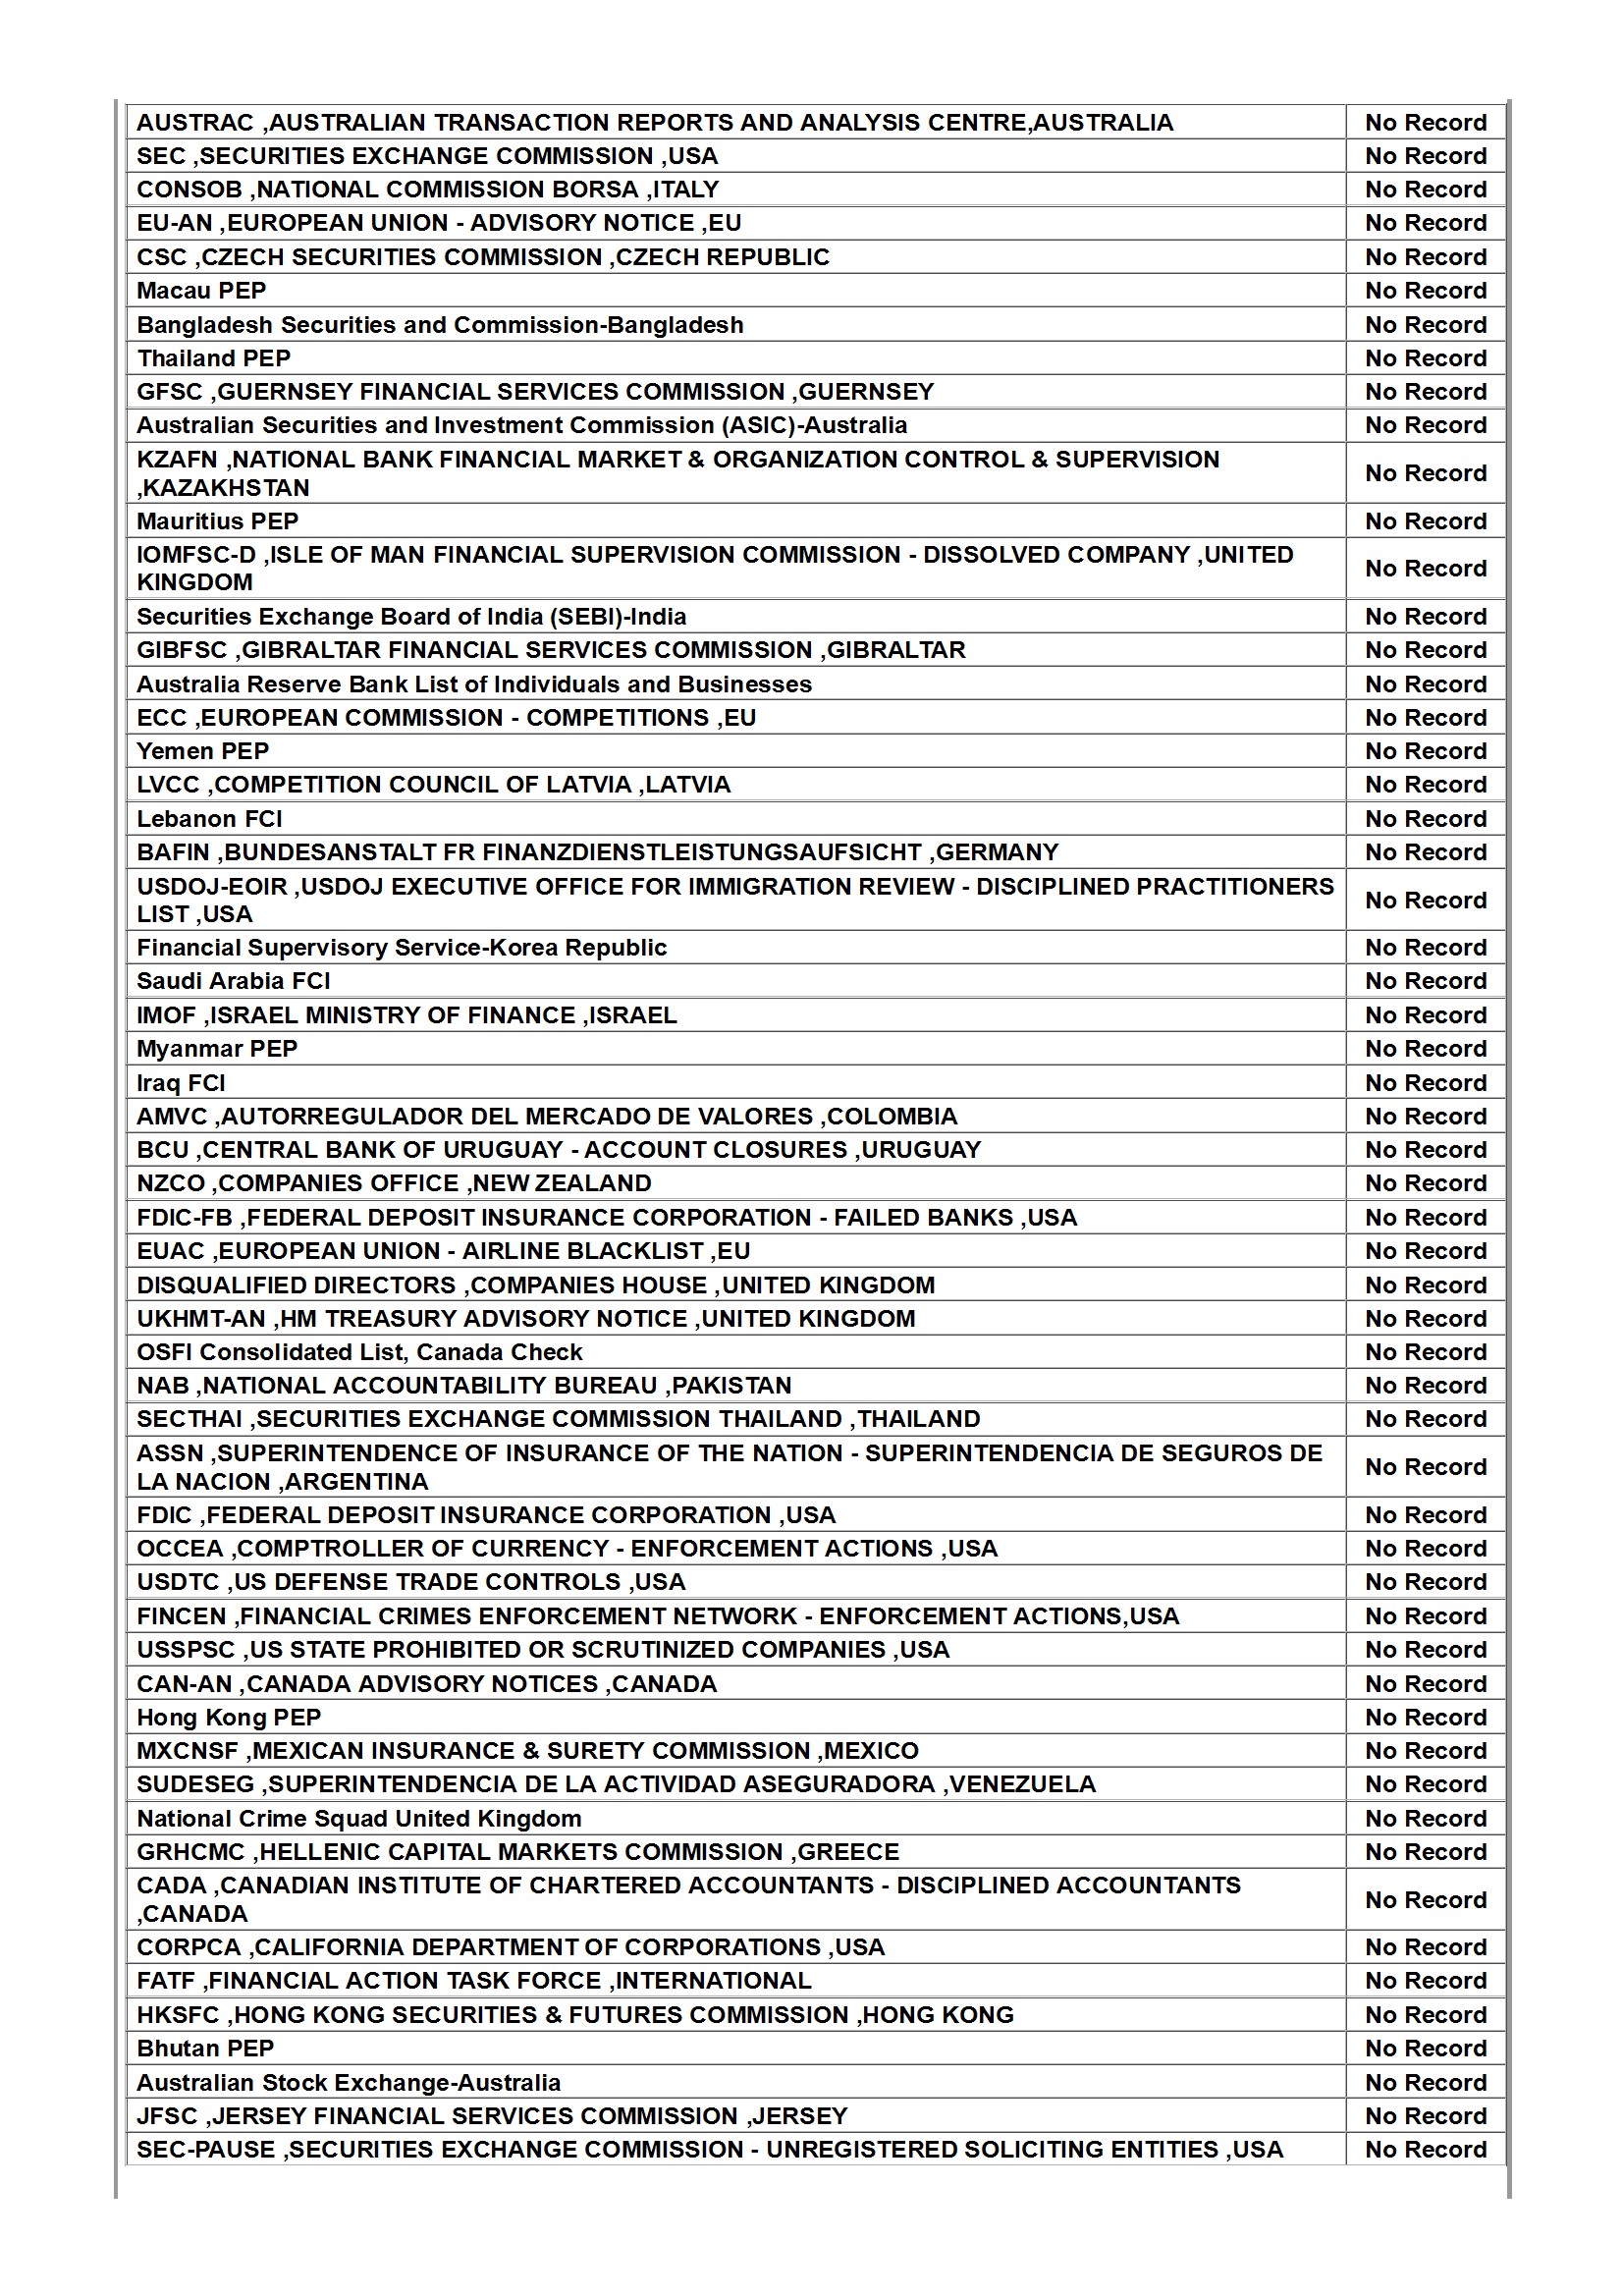 AUSTRAC ,AUSTRALIAN TRANSACTION REPORTS AND ANALYSIS CENTRE,AUSTRALIA No Record
SEC ,SECURITIES EXCHANGE COMMISSION ,USA No Record
CONSOB ,NATIONAL COMMISSION BORSA ,ITALY No Record
EU-AN ,EUROPEAN UNION - ADVISORY NOTICE ,EU No Record
CSC ,CZECH SECURITIES COMMISSION ,CZECH REPUBLIC No Record
Macau PEP No Record
Bangladesh Securities and Commission-Bangladesh No Record
Thailand PEP No Record
GFSC ,GUERNSEY FINANCIAL SERVICES COMMISSION ,GUERNSEY No Record
Australian Securities and Investment Commission (ASIC)-Australia No Record
KZAFN ,NATIONAL BANK FINANCIAL MARKET & ORGANIZATION CONTROL & SUPERVISION
,KAZAKHSTAN No Record
Mauritius PEP No Record
IOMFSC-D ,ISLE OF MAN FINANCIAL SUPERVISION COMMISSION - DISSOLVED COMPANY ,UNITED
KINGDOM No Record
Securities Exchange Board of India (SEBI)-India No Record
GIBFSC ,GIBRALTAR FINANCIAL SERVICES COMMISSION ,GIBRALTAR No Record
Australia Reserve Bank List of Individuals and Businesses No Record
ECC ,EUROPEAN COMMISSION - COMPETITIONS ,EU No Record
Yemen PEP No Record
LVCC ,COMPETITION COUNCIL OF LATVIA ,LATVIA No Record
Lebanon FCI No Record
BAFIN ,BUNDESANSTALT FR FINANZDIENSTLEISTUNGSAUFSICHT ,GERMANY No Record
USDOJ-EOIR ,USDOJ EXECUTIVE OFFICE FOR IMMIGRATION REVIEW - DISCIPLINED PRACTITIONERS
LIST ,USA No Record
Financial Supervisory Service-Korea Republic No Record
Saudi Arabia FCI No Record
IMOF ,ISRAEL MINISTRY OF FINANCE ,ISRAEL No Record
Myanmar PEP No Record
Iraq FCI No Record
AMVC ,AUTORREGULADOR DEL MERCADO DE VALORES ,COLOMBIA No Record
BCU ,CENTRAL BANK OF URUGUAY - ACCOUNT CLOSURES ,URUGUAY No Record
NZCO ,COMPANIES OFFICE ,NEW ZEALAND No Record
FDIC-FB ,FEDERAL DEPOSIT INSURANCE CORPORATION - FAILED BANKS ,USA No Record
EUAC ,EUROPEAN UNION - AIRLINE BLACKLIST ,EU No Record
DISQUALIFIED DIRECTORS ,COMPANIES HOUSE ,UNITED KINGDOM No Record
UKHMT-AN ,HM TREASURY ADVISORY NOTICE ,UNITED KINGDOM No Record
OSFI Consolidated List, Canada Check No Record
NAB ,NATIONAL ACCOUNTABILITY BUREAU ,PAKISTAN No Record
SECTHAI ,SECURITIES EXCHANGE COMMISSION THAILAND ,THAILAND No Record
ASSN ,SUPERINTENDENCE OF INSURANCE OF THE NATION - SUPERINTENDENCIA DE SEGUROS DE
LA NACION ,ARGENTINA No Record
FDIC ,FEDERAL DEPOSIT INSURANCE CORPORATION ,USA No Record
OCCEA ,COMPTROLLER OF CURRENCY - ENFORCEMENT ACTIONS ,USA No Record
USDTC ,US DEFENSE TRADE CONTROLS ,USA No Record
FINCEN ,FINANCIAL CRIMES ENFORCEMENT NETWORK - ENFORCEMENT ACTIONS,USA No Record
USSPSC ,US STATE PROHIBITED OR SCRUTINIZED COMPANIES ,USA No Record
CAN-AN ,CANADA ADVISORY NOTICES ,CANADA No Record
Hong Kong PEP No Record
MXCNSF ,MEXICAN INSURANCE & SURETY COMMISSION ,MEXICO No Record
SUDESEG ,SUPERINTENDENCIA DE LA ACTIVIDAD ASEGURADORA ,VENEZUELA No Record
National Crime Squad United Kingdom No Record
GRHCMC ,HELLENIC CAPITAL MARKETS COMMISSION ,GREECE No Record
CADA ,CANADIAN INSTITUTE OF CHARTERED ACCOUNTANTS - DISCIPLINED ACCOUNTANTS
,CANADA No Record
CORPCA ,CALIFORNIA DEPARTMENT OF CORPORATIONS ,USA No Record
FATF ,FINANCIAL ACTION TASK FORCE ,INTERNATIONAL No Record
HKSFC ,HONG KONG SECURITIES & FUTURES COMMISSION ,HONG KONG No Record
Bhutan PEP No Record
Australian Stock Exchange-Australia No Record
JFSC ,JERSEY FINANCIAL SERVICES COMMISSION ,JERSEY No Record
SEC-PAUSE ,SECURITIES EXCHANGE COMMISSION - UNREGISTERED SOLICITING ENTITIES ,USA No Record